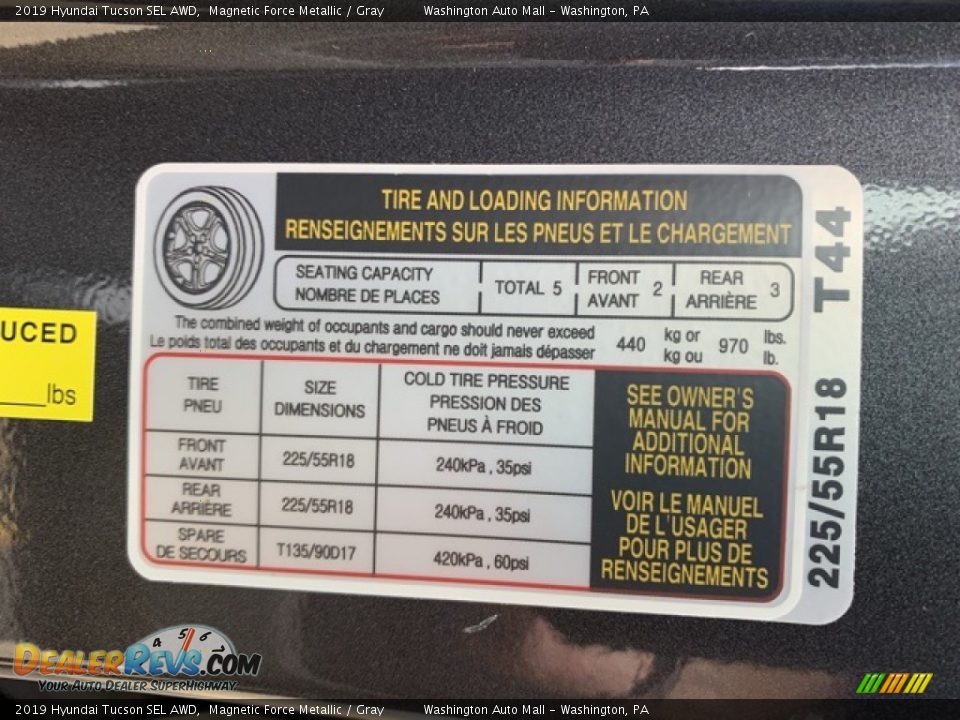 2019 Hyundai Tucson SEL AWD, Magnetic Force Metallic / Gray Washington Auto Mall - Washington, PA
TIRE AND LOADING INFORMATION
RENSEIGNEMENTS SUR LES PNEUS ET LE CHARGEMENT
SEATING CAPACITY
NOMBRE DE PLACES
TOTAL 5
FRONT
AVANT
2
REAR
ARRIÈRE
3
The combined weight of occupants and cargo should never exceed
Le poids total des occupants et du chargement ne doit jamais dépasser
440
kg or
kg ou
970
lbs.
lb.
TIRE
PNEU
SIZE
DIMENSIONS
COLD TIRE PRESSURE
PRESSION DES
PNEUS À FROID
FRONT
AVANT
225/55R18
240kPa , 35psi
REAR
ARRIÈRE
225/55R18
240kPa , 35psi
SPARE
DE SECOURS
T135/90D17
420kPa , 60psi
SEE OWNER'S
MANUAL FOR
ADDITIONAL
INFORMATION
VOIR LE MANUEL
DE L'USAGER
POUR PLUS DE
RENSEIGNEMENTS
225/55R18 T44
UCED
lbs
4 5 6
DEALERREVS.COM
YOUR AUTO DEALER SUPERHIGHWAY
2019 Hyundai Tucson SEL AWD, Magnetic Force Metallic / Gray Washington Auto Mall - Washington, PA